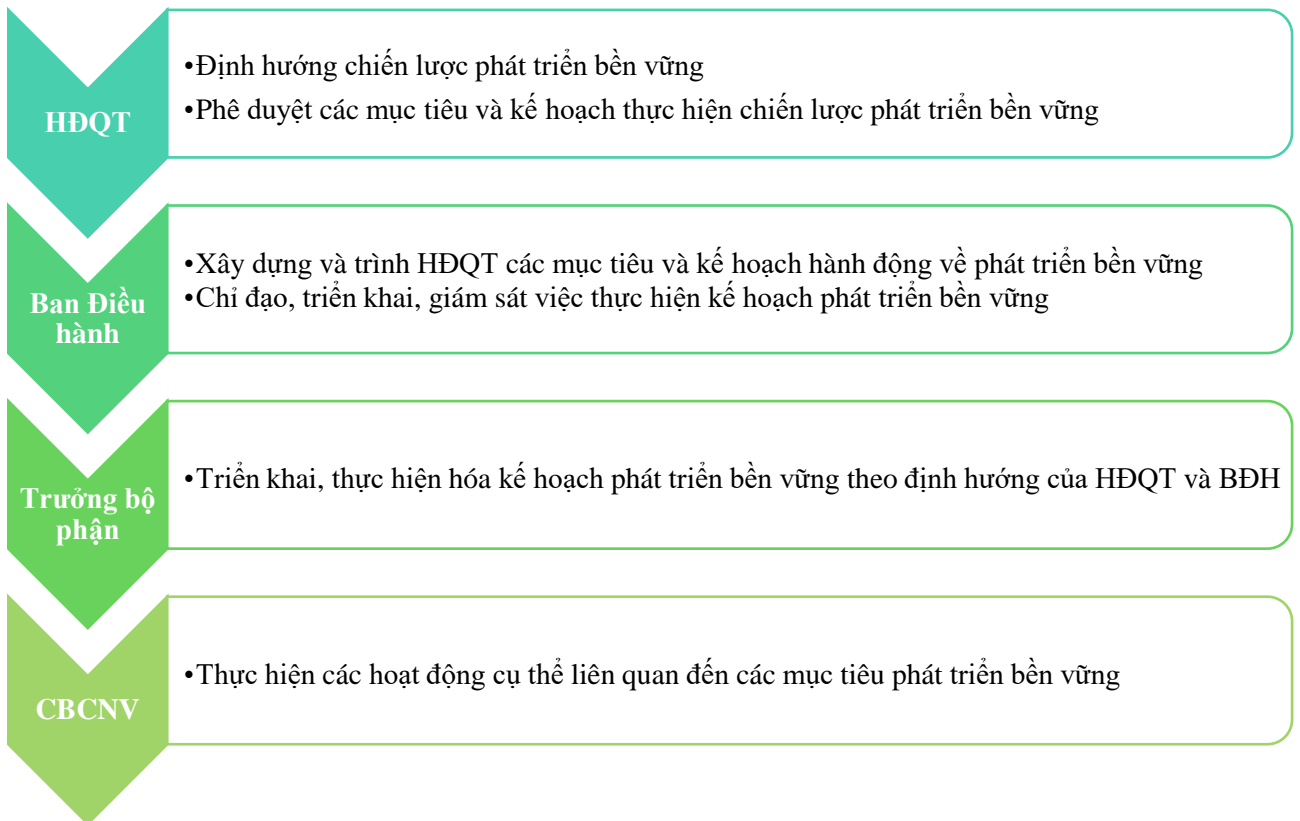 HĐQT
•Định hướng chiến lược phát triển bền vững
•Phê duyệt các mục tiêu và kế hoạch thực hiện chiến lược phát triển bền vững
Ban Điều
hành
•Xây dựng và trình HĐQT các mục tiêu và kế hoạch hành động về phát triển bền vững
•Chỉ đạo, triển khai, giám sát việc thực hiện kế hoạch phát triển bền vững
Trưởng bộ
phận
•Triển khai, thực hiện hóa kế hoạch phát triển bền vững theo định hướng của HĐQT và BĐH
CBCNV
•Thực hiện các hoạt động cụ thể liên quan đến các mục tiêu phát triển bền vững